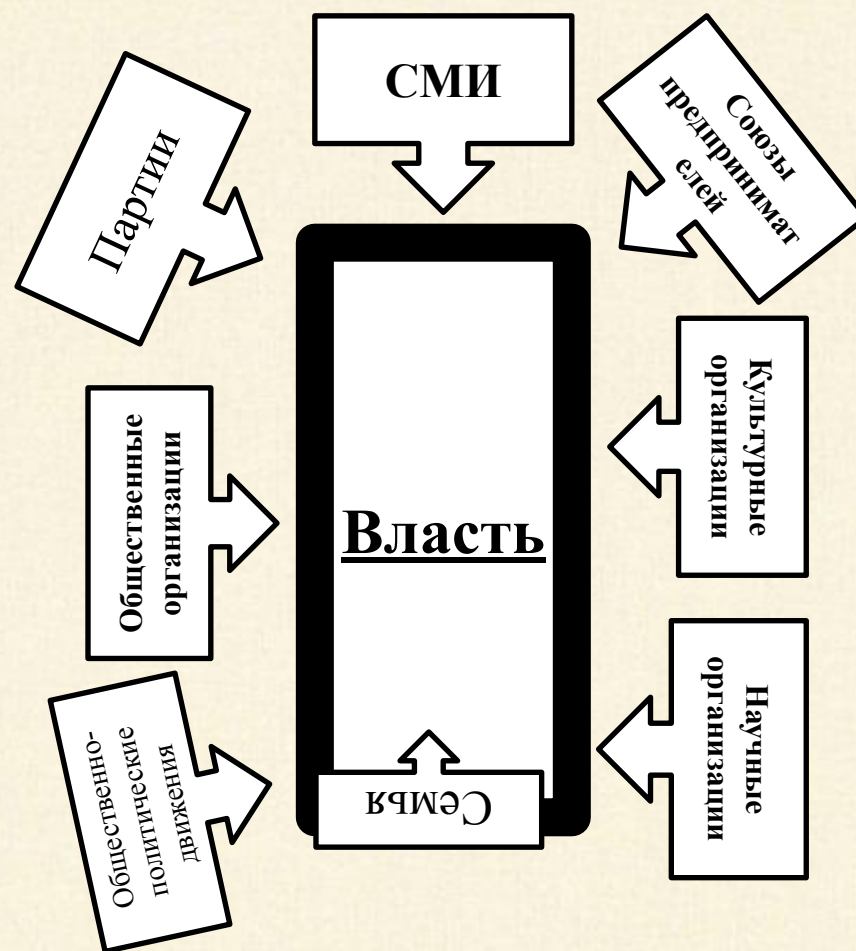 СМИ
Партии
Союзы
предпринимат
елей
Культурные
организации
Общественные
организации
Власть
Научные
организации
Общественно-
политические
движения
Семья